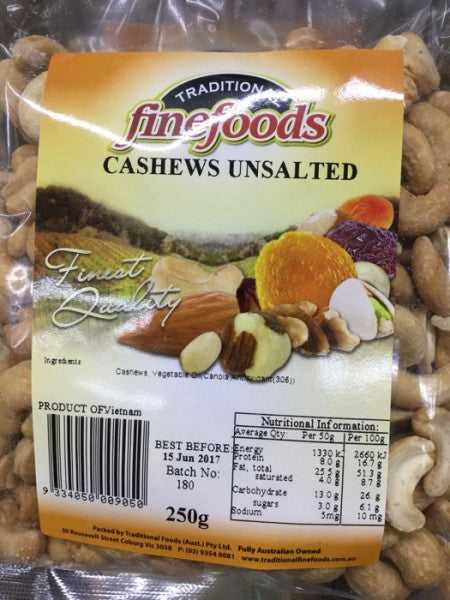 TRADITIONAL
finefoods
CASHEWS UNSALTED
Finest
Quality
Ingredients:
Cashews, Vegetable Oil(Canola Antioxidant(306))
PRODUCT OF Vietnam
9 334050 009050
BEST BEFORE:
15 Jun 2017
Batch No:
180
250g
Nutritional Information:
Average Qty Per 50g Per 100g
Energy 1330 kJ 2660 kJ
Protein 8.0 g 16.7 g
Fat, total 25.5 g 51.3 g
saturated 4.0 g 8.7 g
Carbohydrate 13.0 g 26. g
sugars 3.0 g 6.1 g
Sodium 5mg 10 mg
Packed by Traditional Foods (Aust.) Pty Ltd. Fully Australian Owned
50 Roosevelt Street Coburg Vic 3058 P: (03) 9354 0081 www.traditionalfinefoods.com.au